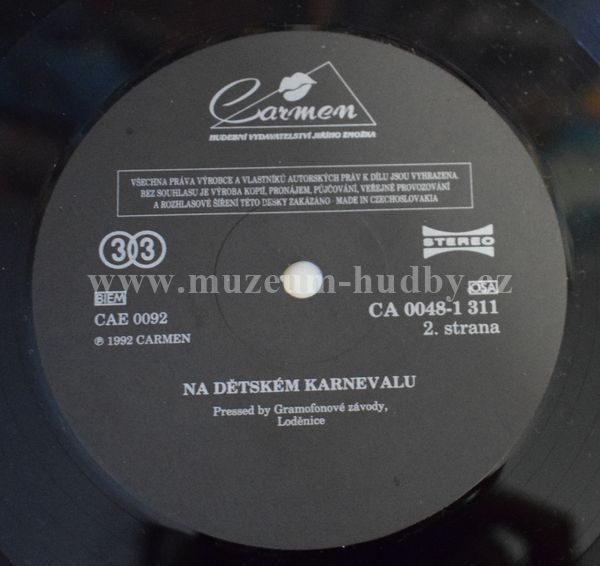 Carmen
HUDEBNÍ VYDAVATELSTVÍ JIŘÍHO ZMOŽKA
VŠECHNA PRÁVA VÝROBCE A VLASTNÍKŮ AUTORSKÝCH PRÁV K DÍLU JSOU VYHRAZENA.
BEZ SOUHLASU JE VÝROBA KOPIÍ, PRONÁJEM, PŮJČOVÁNÍ, VEŘEJNÉ PROVOZOVÁNÍ
A ROZHLASOVÉ ŠÍŘENÍ TÉTO DESKY ZAKÁZÁNO · MADE IN CZECHOSLOVAKIA
33
STEREO
www.muzeum-hudby.cz
BIEM
OSA
CAE 0092
CA 0048-1 311
℗ 1992 CARMEN
2. strana
NA DĚTSKÉM KARNEVALU
Pressed by Gramofonové závody,
Loděnice